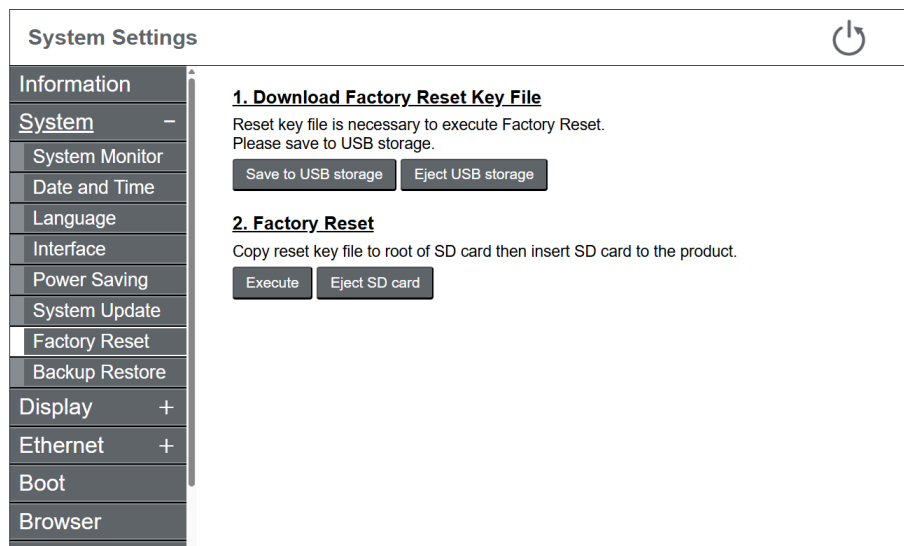 System Settings
Information
System −
System Monitor
Date and Time
Language
Interface
Power Saving
System Update
Factory Reset
Backup Restore
Display +
Ethernet +
Boot
Browser
1. Download Factory Reset Key File
Reset key file is necessary to execute Factory Reset.
Please save to USB storage.
Save to USB storage Eject USB storage
2. Factory Reset
Copy reset key file to root of SD card then insert SD card to the product.
Execute Eject SD card